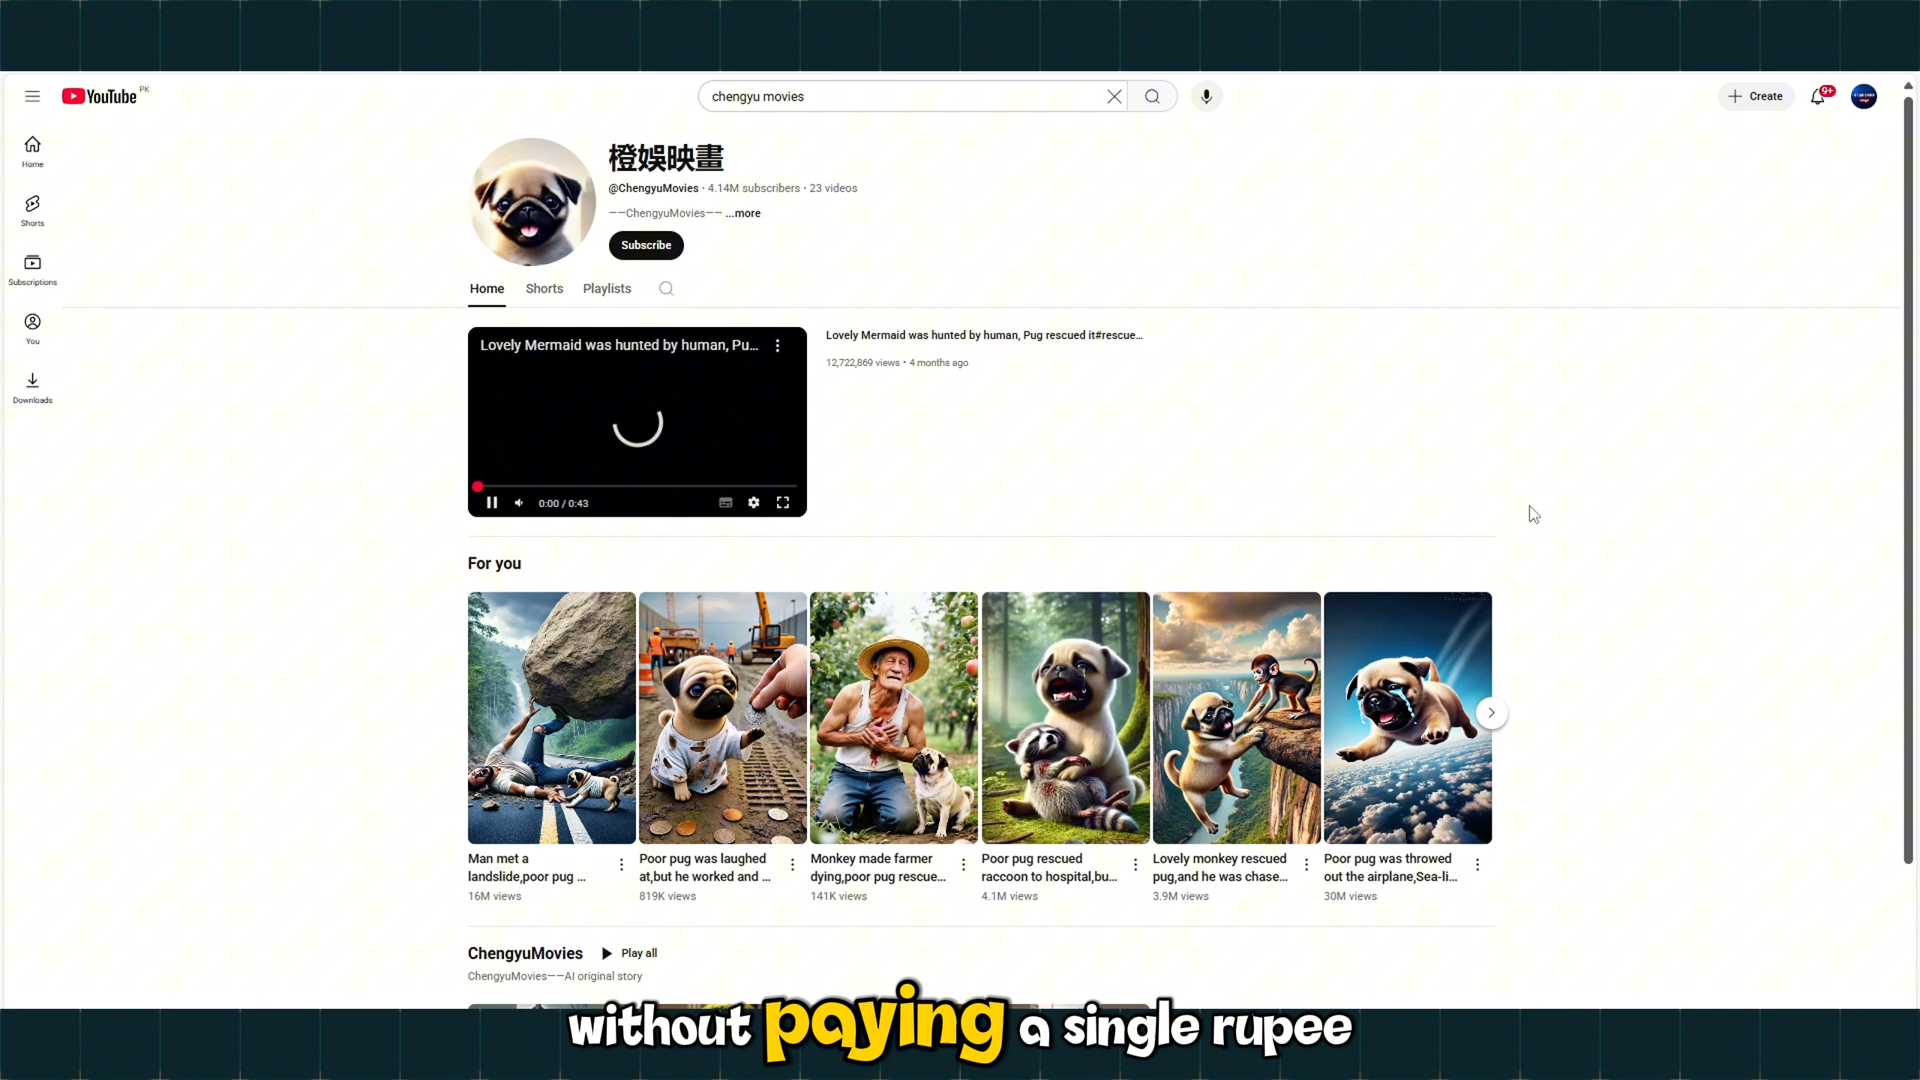 YouTube PK
chengyu movies
Create
9+
Home
Shorts
Subscriptions
You
Downloads
橙娛映畫
@ChengyuMovies · 4.14M subscribers · 23 videos
——ChengyuMovies—— ...more
Subscribe
Home Shorts Playlists
Lovely Mermaid was hunted by human, Pu...
0:00 / 0:43
Lovely Mermaid was hunted by human, Pug rescued it#rescue...
12,722,869 views • 4 months ago
For you
Man met a
landslide,poor pug ...
16M views
Poor pug was laughed
at,but he worked and ...
819K views
Monkey made farmer
dying,poor pug rescue...
141K views
Poor pug rescued
raccoon to hospital,bu...
4.1M views
Lovely monkey rescued
pug,and he was chase...
3.9M views
Poor pug was throwed
out the airplane,Sea-li...
30M views
ChengyuMovies Play all
ChengyuMovies——AI original story
without paying a single rupee